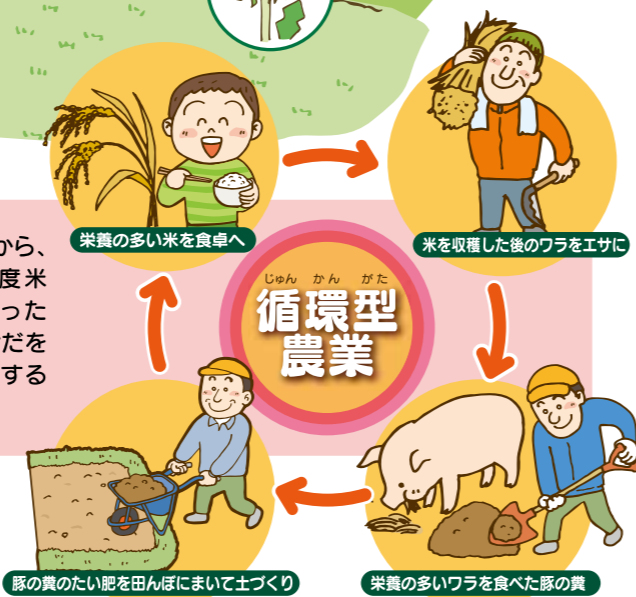 栄養の多い米を食卓へ
米を収穫した後のワラをエサに
から、
度米
った
だを
する
じゅん かん がた
循環型
農業
豚の糞のたい肥を田んぼにまいて土づくり
栄養の多いワラを食べた豚の糞